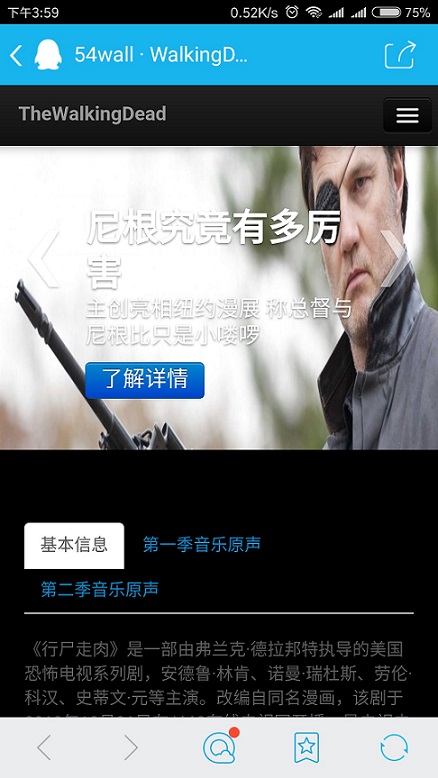 下午3:59
0.52K/s
75%
54wall · WalkingD...
TheWalkingDead
尼根究竟有多厉
害
主创亮相纽约漫展 称总督与
尼根比只是小喽啰
了解详情
基本信息
第一季音乐原声
第二季音乐原声
《行尸走肉》是一部由弗兰克·德拉邦特执导的美国
恐怖电视系列剧，安德鲁·林肯、诺曼·瑞杜斯、劳伦·
科汉、史蒂文·元等主演。改编自同名漫画，该剧于